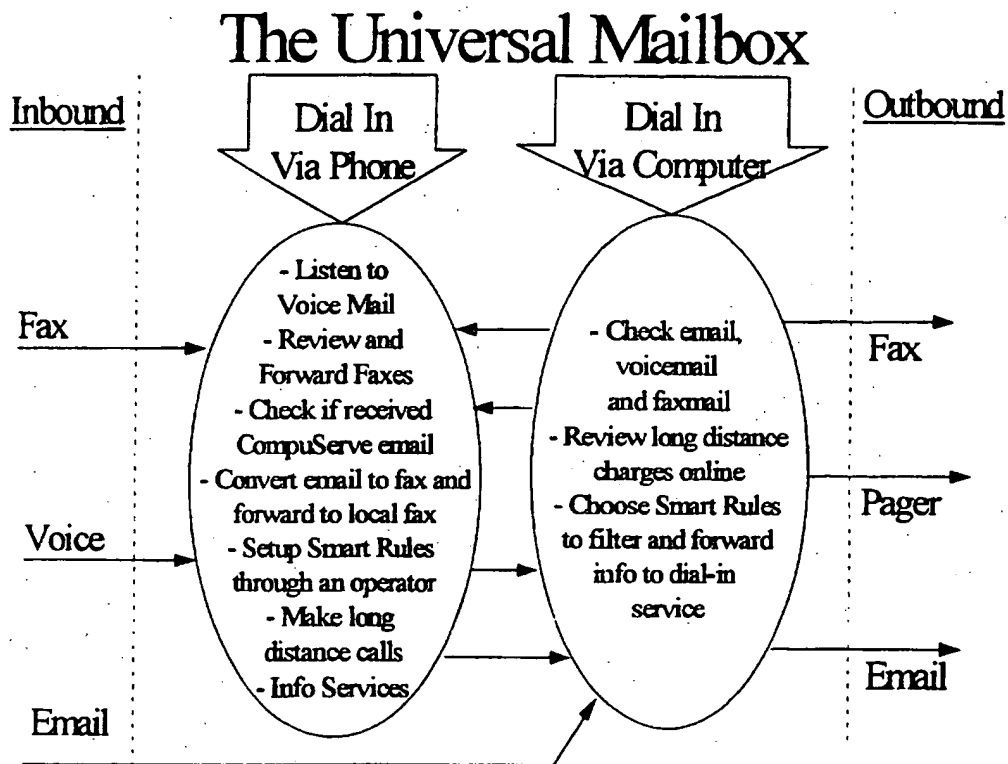 The Universal Mailbox
Inbound
Dial In
Via Phone
Dial In
Via Computer
Outbound
Fax
Voice
Email
- Listen to
Voice Mail
- Review and
Forward Faxes
- Check if received
CompuServe email
- Convert email to fax and
forward to local fax
- Setup Smart Rules
through an operator
- Make long
distance calls
- Info Services
- Check email,
voicemail
and faxmail
- Review long distance
charges online
- Choose Smart Rules
to filter and forward
info to dial-in
service
Fax
Pager
Email